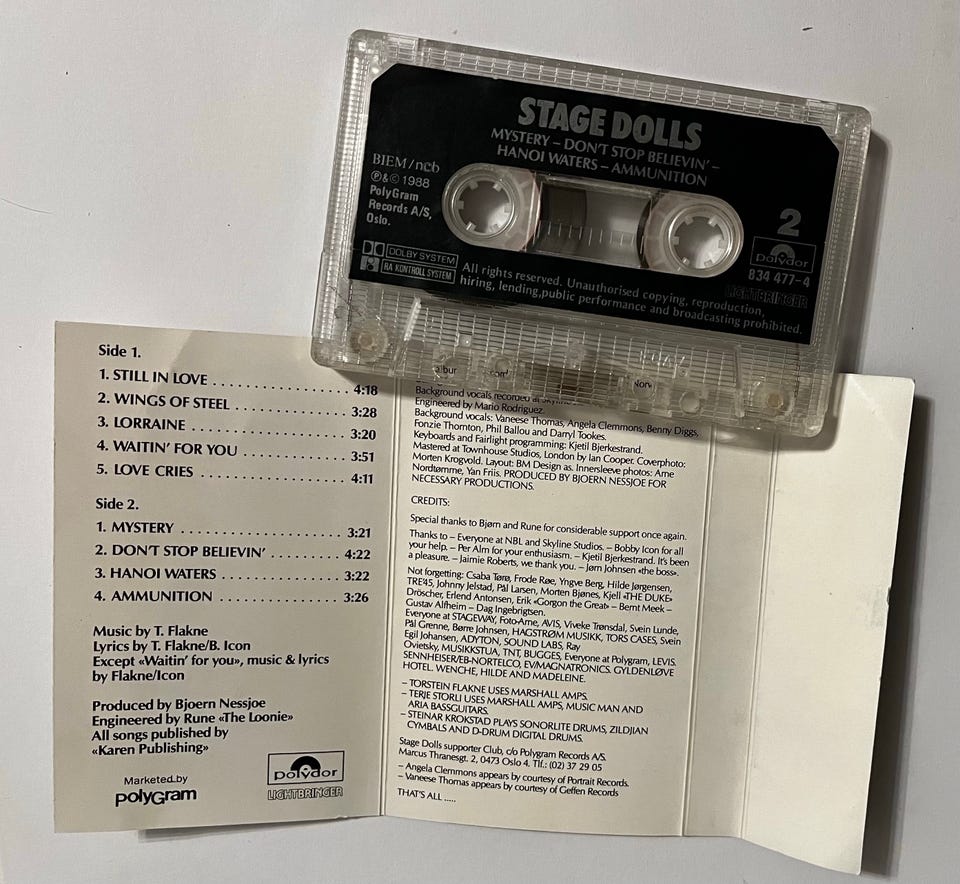 STAGE DOLLS
MYSTERY – DON'T STOP BELIEVIN' –
HANOI WATERS – AMMUNITION
BIEM/ncb
℗&© 1988
PolyGram
Records A/S,
Oslo.
2
polydor
834 477-4
LIGHTBRINGER
DOLBY SYSTEM
RA KONTROLL SYSTEM
All rights reserved. Unauthorised copying, reproduction,
hiring, lending,public performance and broadcasting prohibited.
Side 1.
1. STILL IN LOVE . . . . . . . . . . . . . . . . . 4:18
2. WINGS OF STEEL . . . . . . . . . . . . . . 3:28
3. LORRAINE . . . . . . . . . . . . . . . . . . . 3:20
4. WAITIN' FOR YOU . . . . . . . . . . . . . 3:51
5. LOVE CRIES . . . . . . . . . . . . . . . . . . 4:11
Side 2.
1. MYSTERY . . . . . . . . . . . . . . . . . . . . 3:21
2. DON'T STOP BELIEVIN' . . . . . . . . . 4:22
3. HANOI WATERS . . . . . . . . . . . . . . . 3:22
4. AMMUNITION . . . . . . . . . . . . . . . . 3:26
Music by T. Flakne
Lyrics by T. Flakne/B. Icon
Except «Waitin' for you», music & lyrics
by Flakne/Icon
Produced by Bjoern Nessjoe
Engineered by Rune «The Loonie»
All songs published by
«Karen Publishing»
Marketed by
polyGram
polydor
LIGHTBRINGER
Background vocals recorded at Skyline
Engineered by Mario Rodriguez.
Background vocals: Vaneese Thomas, Angela Clemmons, Benny Diggs,
Fonzie Thornton, Phil Ballou and Darryl Tookes.
Keyboards and Fairlight programming: Kjetil Bjerkestrand.
Mastered at Townhouse Studios, London by Ian Cooper. Coverphoto:
Morten Krogvold. Layout: BM Design as. Innersleeve photos: Arne
Nordtømme, Yan Friis. PRODUCED BY BJOERN NESSJOE FOR
NECESSARY PRODUCTIONS.
CREDITS:
Special thanks to Bjørn and Rune for considerable support once again.
Thanks to – Everyone at NBL and Skyline Studios. – Bobby Icon for all
your help. – Per Alm for your enthusiasm. – Kjetil Bjerkestrand. It's been
a pleasure. – Jaimie Roberts, we thank you. – Jørn Johnsen «the boss».
Not forgetting: Csaba Tørø, Frode Røe, Yngve Berg, Hilde Jørgensen,
TRE45, Johnny Jelstad, Pål Larsen, Morten Bjønes, Kjell «THE DUKE»
Dröscher, Erlend Antonsen, Erik «Gorgon the Great» – Bernt Meek –
Gustav Alfheim – Dag Ingebrigtsen.
Everyone at STAGEWAY, Foto-Arne, AVIS, Viveke Trønsdal, Svein Lunde,
Pål Grenne, Børre Johnsen, HAGSTRØM MUSIKK, TORS CASES, Svein
Egil Johansen, ADYTON, SOUND LABS, Ray
Ovietsky, MUSIKKSTUA, TNT, BUGGES, Everyone at Polygram, LEVIS.
SENNHEISER/EB-NORTELCO, EV/MAGNATRONICS. GYLDENLØVE
HOTEL. WENCHE, HILDE AND MADELEINE.
– TORSTEIN FLAKNE USES MARSHALL AMPS.
– TERJE STORLI USES MARSHALL AMPS, MUSIC MAN AND
ARIA BASSGUITARS.
– STEINAR KROKSTAD PLAYS SONORLITE DRUMS, ZILDJIAN
CYMBALS AND D-DRUM DIGITAL DRUMS.
Stage Dolls supporter Club, c/o Polygram Records A/S.
Marcus Thranesgt. 2, 0473 Oslo 4. Tlf.: (02) 37 29 05
– Angela Clemmons appears by courtesy of Portrait Records.
– Vaneese Thomas appears by courtesy of Geffen Records
THAT'S ALL .....